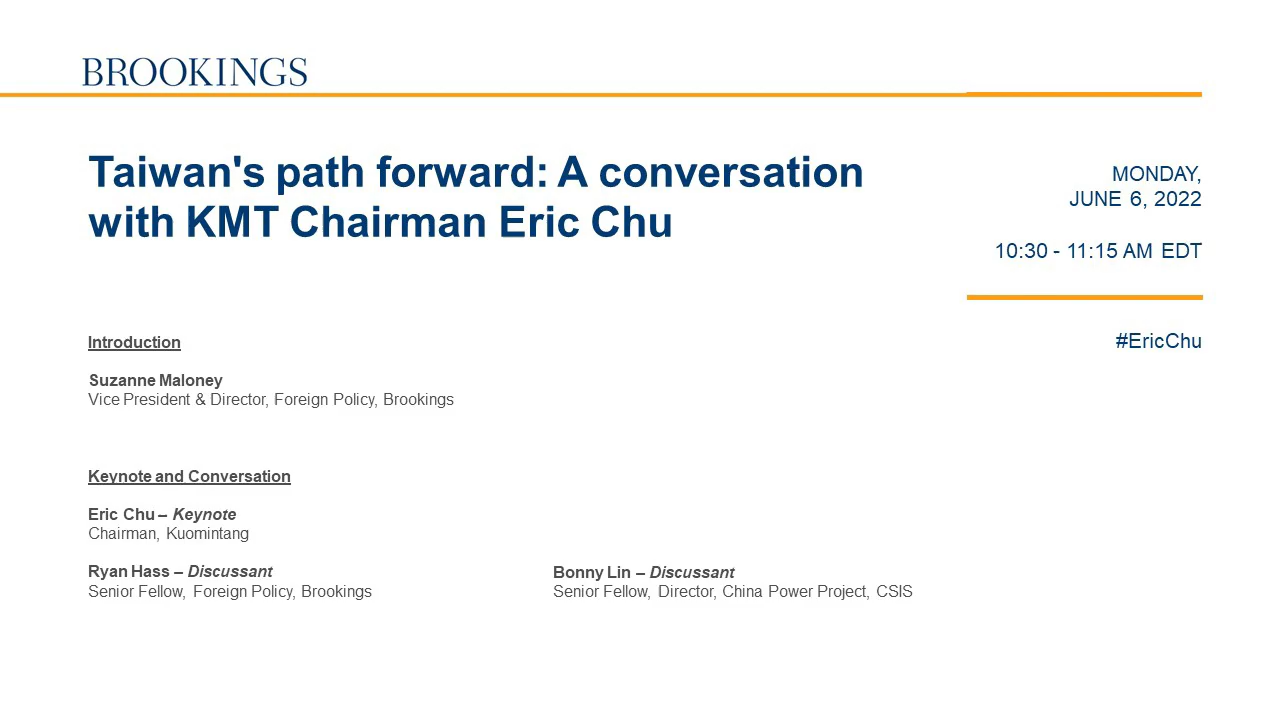 BROOKINGS
Taiwan's path forward: A conversation
with KMT Chairman Eric Chu
MONDAY,
JUNE 6, 2022
10:30 - 11:15 AM EDT
#EricChu
Introduction
Suzanne Maloney
Vice President & Director, Foreign Policy, Brookings
Keynote and Conversation
Eric Chu – Keynote
Chairman, Kuomintang
Ryan Hass – Discussant
Senior Fellow, Foreign Policy, Brookings
Bonny Lin – Discussant
Senior Fellow, Director, China Power Project, CSIS